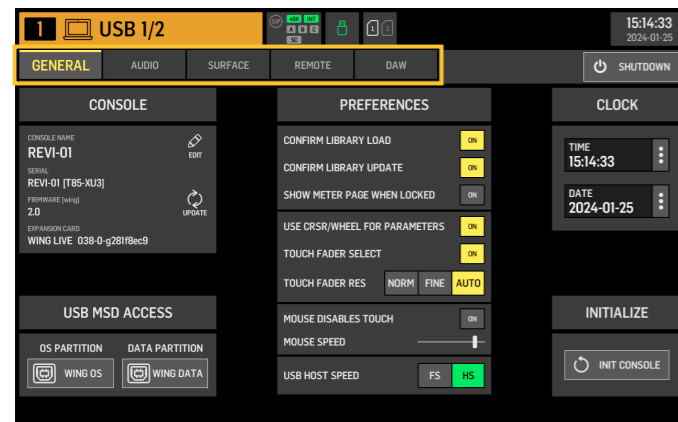 1 USB 1/2
SIP 48K INT
A B C
SC
1 2
15:14:33
2024-01-25
GENERAL AUDIO SURFACE REMOTE DAW
SHUTDOWN
CONSOLE
CONSOLE NAME
REVI-01
EDIT
SERIAL
REVI-01 [T85-XU3]
FIRMWARE [wing]
2.0
UPDATE
EXPANSION CARD
WING LIVE 038-0-g281f8ec9
USB MSD ACCESS
OS PARTITION DATA PARTITION
WING OS WING DATA
PREFERENCES
CONFIRM LIBRARY LOAD ON
CONFIRM LIBRARY UPDATE ON
SHOW METER PAGE WHEN LOCKED ON
USE CRSR/WHEEL FOR PARAMETERS ON
TOUCH FADER SELECT ON
TOUCH FADER RES NORM FINE AUTO
MOUSE DISABLES TOUCH ON
MOUSE SPEED
USB HOST SPEED FS HS
CLOCK
TIME
15:14:33
DATE
2024-01-25
INITIALIZE
INIT CONSOLE